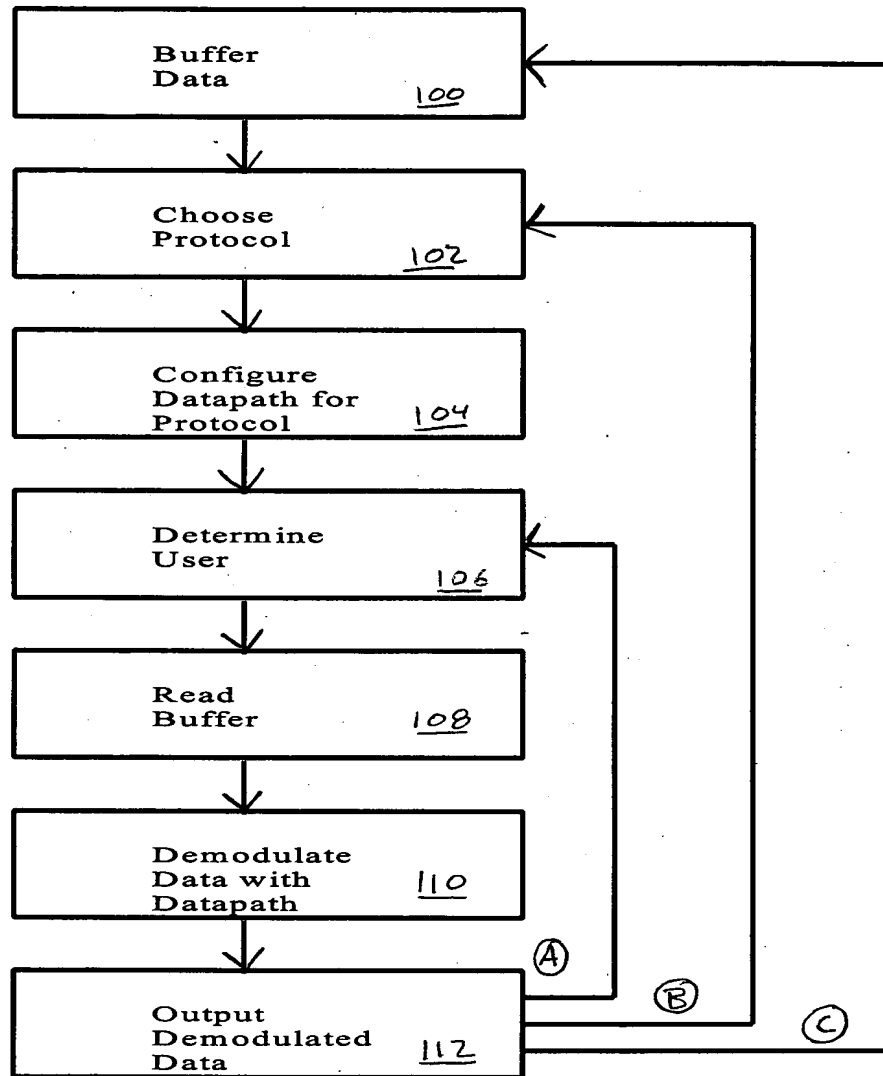 Buffer
Data
100
Choose
Protocol
102
Configure
Datapath for
Protocol
104
Determine
User
106
Read
Buffer
108
Demodulate
Data with
Datapath
110
A
B
C
Output
Demodulated
Data
112